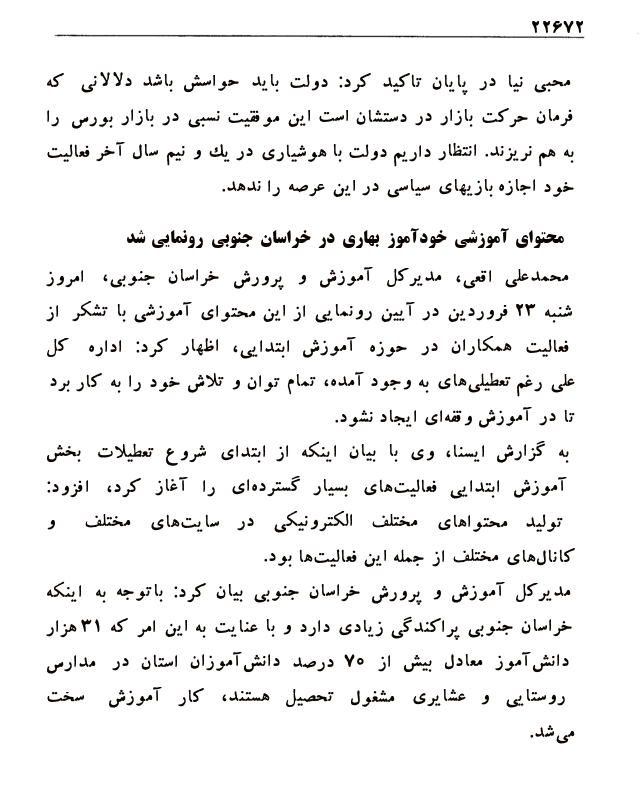 ۲۲۶۷۲
محبی نیا در پایان تاکید کرد: دولت باید حواسش باشد دلالانی که
فرمان حرکت بازار در دستشان است این موفقیت نسبی در بازار بورس را
به هم نریزند. انتظار داریم دولت با هوشیاری در یك و نیم سال آخر فعالیت
خود اجازه بازیهای سیاسی در این عرصه را ندهد.
محتوای آموزشی خودآموز بهاری در خراسان جنوبی رونمایی شد
محمدعلی اقعی، مدیرکل آموزش و پرورش خراسان جنوبی، امروز
شنبه ۲۳ فروردین در آیین رونمایی از این محتوای آموزشی با تشکر از
فعالیت همکاران در حوزه آموزش ابتدایی، اظهار کرد: اداره کل
علی رغم تعطیلی‌های به وجود آمده، تمام توان و تلاش خود را به کار برد
تا در آموزش وقفه‌ای ایجاد نشود.
به گزارش ایسنا، وی با بیان اینکه از ابتدای شروع تعطیلات بخش
آموزش ابتدایی فعالیت‌های بسیار گسترده‌ای را آغاز کرد، افزود:
تولید محتواهای مختلف الکترونیکی در سایت‌های مختلف و
کانال‌های مختلف از جمله این فعالیت‌ها بود.
مدیرکل آموزش و پرورش خراسان جنوبی بیان کرد: باتوجه به اینکه
خراسان جنوبی پراکندگی زیادی دارد و با عنایت به این امر که ۳۱ هزار
دانش‌آموز معادل بیش از ۷۰ درصد دانش‌آموزان استان در مدارس
روستایی و عشایری مشغول تحصیل هستند، کار آموزش سخت
می‌شد.